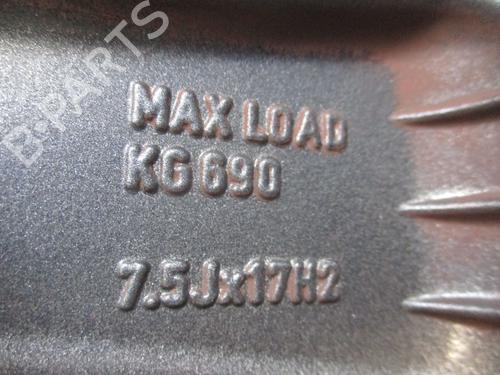 B-PARTS
MAX LOAD
KG 690
7.5Jx17H2